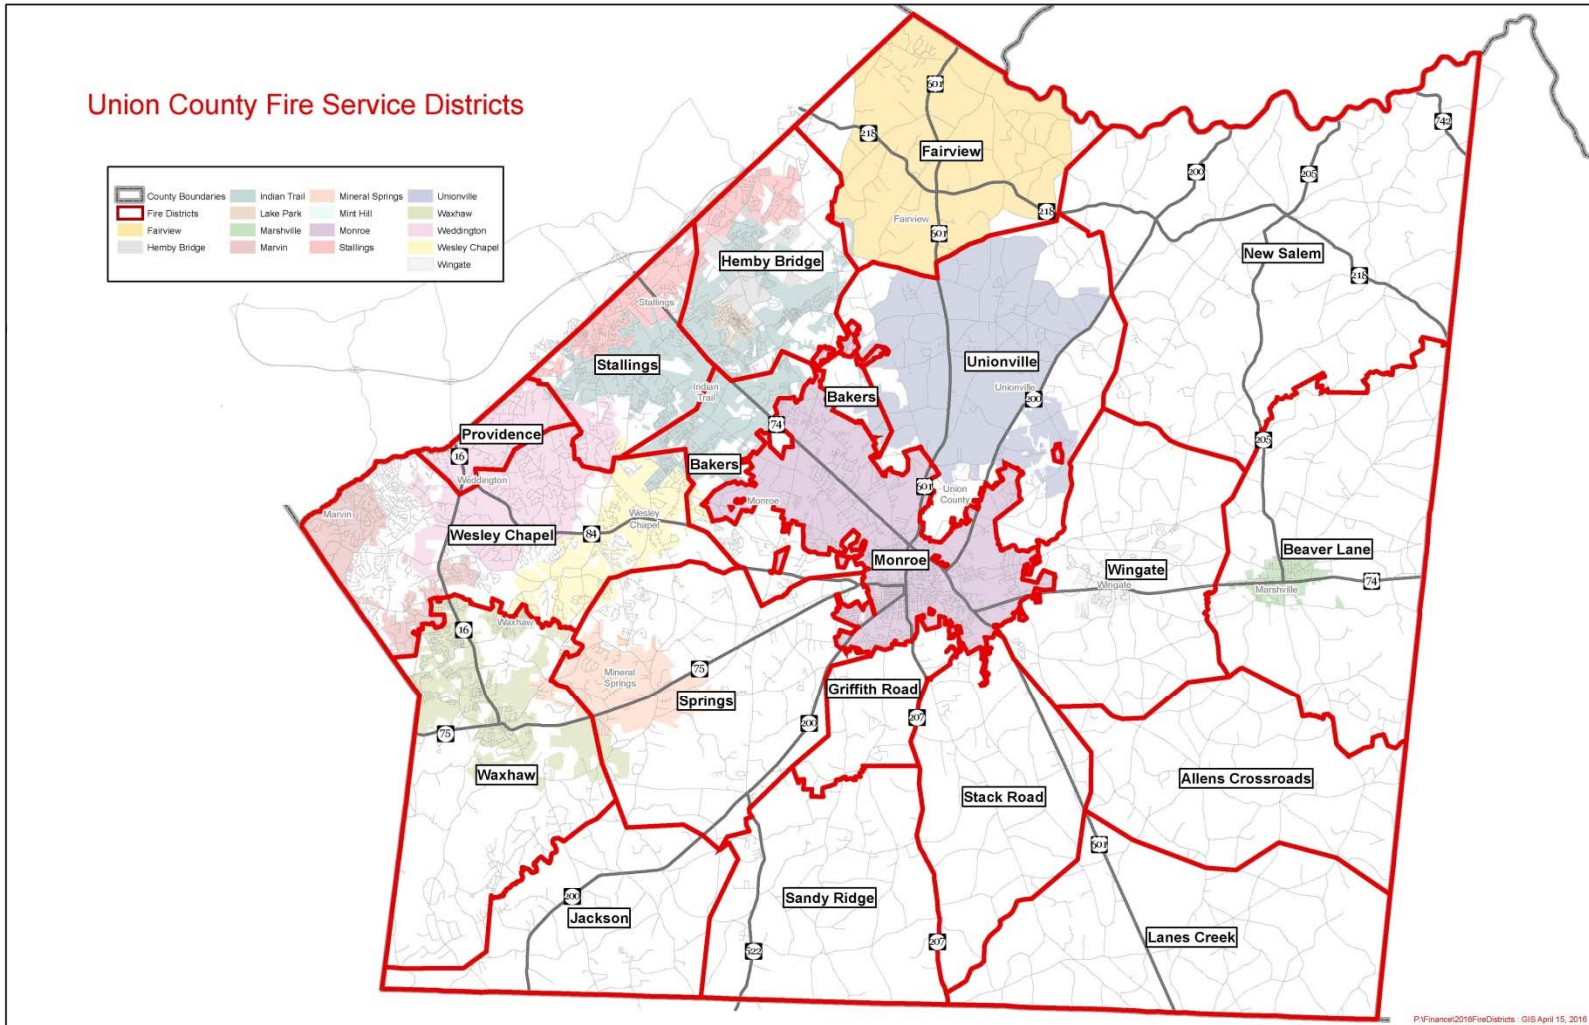 Union County Fire Service Districts
County Boundaries
Indian Trail
Mineral Springs
Unionville
Fire Districts
Lake Park
Mint Hill
Waxhaw
Fairview
Marshville
Monroe
Weddington
Hemby Bridge
Marvin
Stallings
Wesley Chapel
Wingate
601
742
218
Fairview
200
205
218
Fairview
601
New Salem
Hemby Bridge
218
Stallings
Unionville
Stallings
Unionville
Indian
Trail
Bakers
200
74
Providence
205
16
Bakers
Weddington
601
Union
County
Monroe
Marvin
Wesley
Chapel
Wesley Chapel
84
Beaver Lane
Monroe
Wingate
74
Wingate
Marshville
Waxhaw
16
Mineral
Springs
75
Griffith Road
Springs
207
200
75
Waxhaw
Allens Crossroads
Stack Road
601
200
Sandy Ridge
Jackson
Lanes Creek
207
522
P:\Finance\2016FireDistricts : GIS April 15, 2016